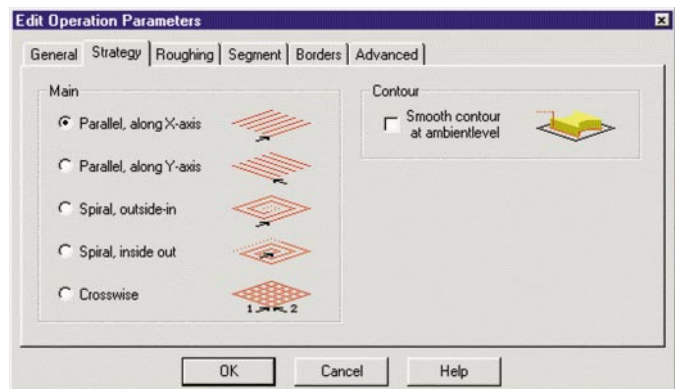 Edit Operation Parameters
General Strategy Roughing Segment Borders Advanced
Main
Parallel, along X-axis
Parallel, along Y-axis
Spiral, outside-in
Spiral, inside out
Crosswise
1 2
Contour
Smooth contour
at ambientlevel
OK Cancel Help